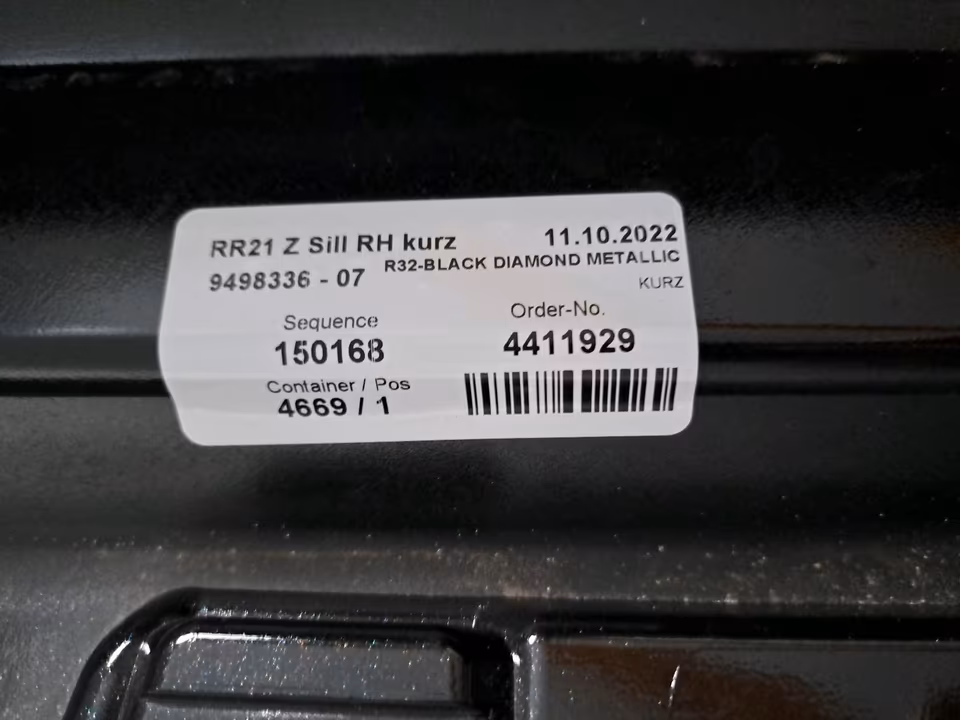 RR21 Z Sill RH kurz 11.10.2022
9498336 - 07 R32-BLACK DIAMOND METALLIC
KURZ
Sequence Order-No.
150168 4411929
Container / Pos
4669 / 1